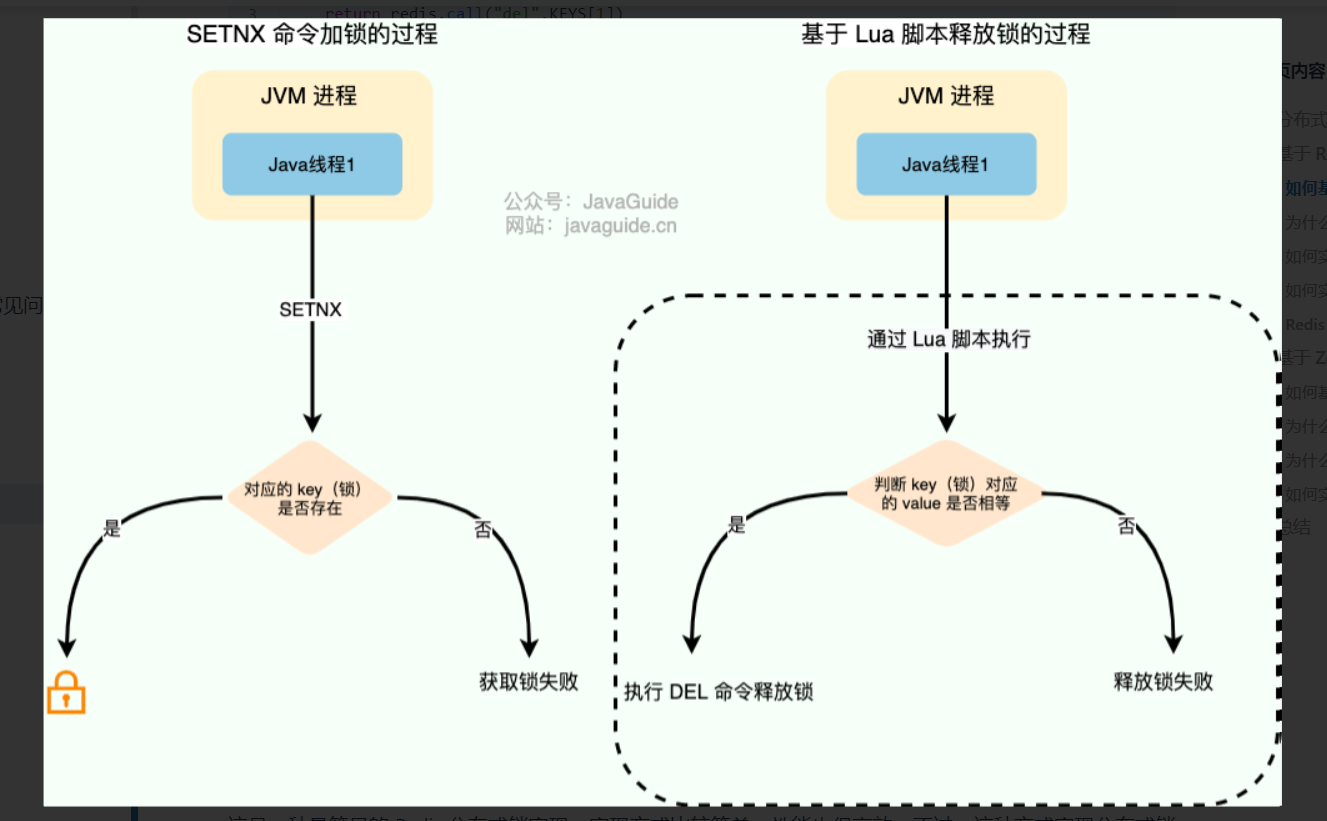 3 return redis.call("del",KEYS[1])
SETNX 命令加锁的过程
JVM 进程
Java线程1
SETNX
对应的 key（锁）
是否存在
是
否
获取锁失败
公众号：JavaGuide
网站：javaguide.cn
基于 Lua 脚本释放锁的过程
JVM 进程
Java线程1
通过 Lua 脚本执行
判断 key（锁）对应
的 value 是否相等
是
否
执行 DEL 命令释放锁
释放锁失败
见问
页内容
分布式
基于 R
如何基
为什么
如何实
如何实
Redis
基于 Z
如何基
为什么
为什么
如何实
总结